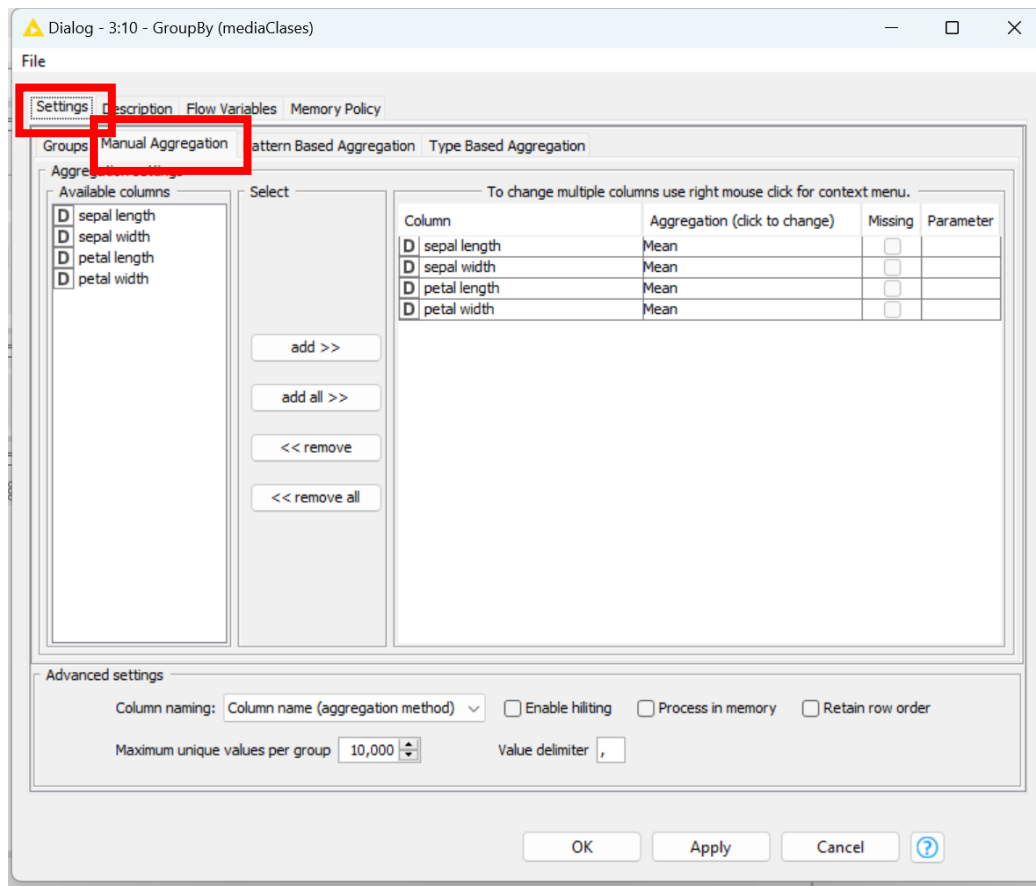 Dialog - 3:10 - GroupBy (mediaClases)
File
Settings Description Flow Variables Memory Policy
Groups Manual Aggregation Pattern Based Aggregation Type Based Aggregation
Aggregation settings
Available columns
sepal length
sepal width
petal length
petal width
Select
add >>
add all >>
<< remove
<< remove all
To change multiple columns use right mouse click for context menu.
Column Aggregation (click to change) Missing Parameter
D sepal length Mean
D sepal width Mean
D petal length Mean
D petal width Mean
Advanced settings
Column naming: Column name (aggregation method) Enable hiliting Process in memory Retain row order
Maximum unique values per group 10,000 Value delimiter ,
OK Apply Cancel ?